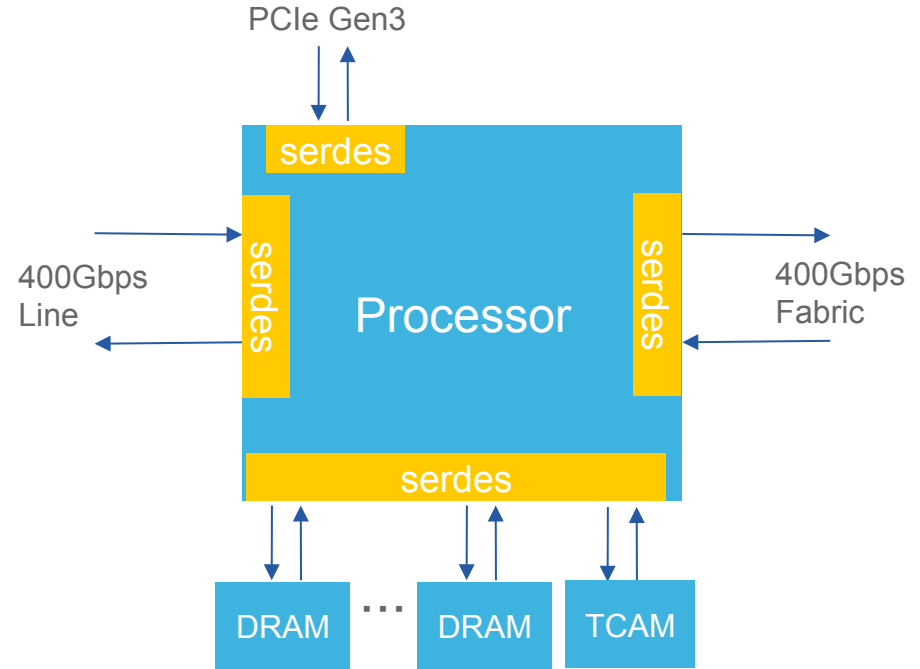 PCIe Gen3
serdes
serdes
400Gbps
Line
Processor
serdes
400Gbps
Fabric
serdes
DRAM
...
DRAM
TCAM